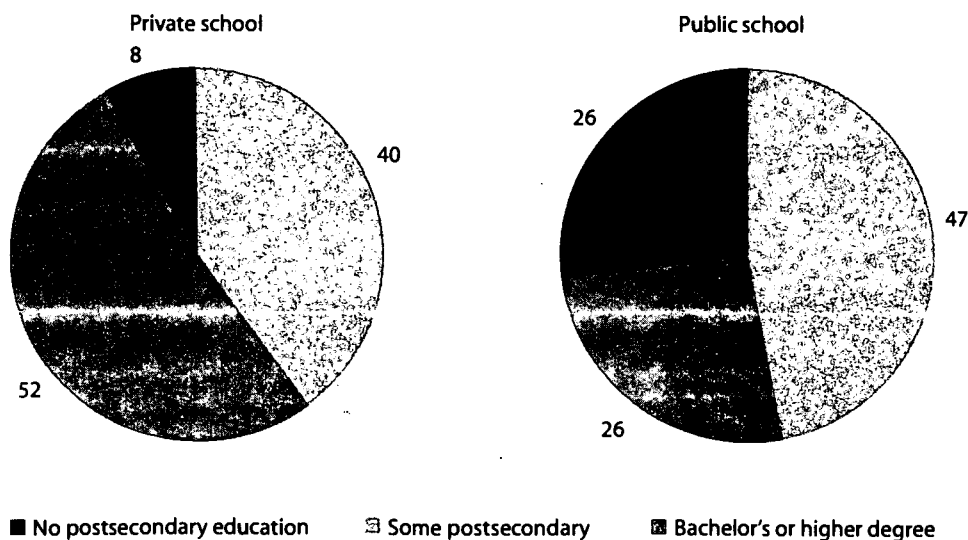 Private school
Public school
8
26
40
47
52
26
No postsecondary education
Some postsecondary
Bachelor's or higher degree